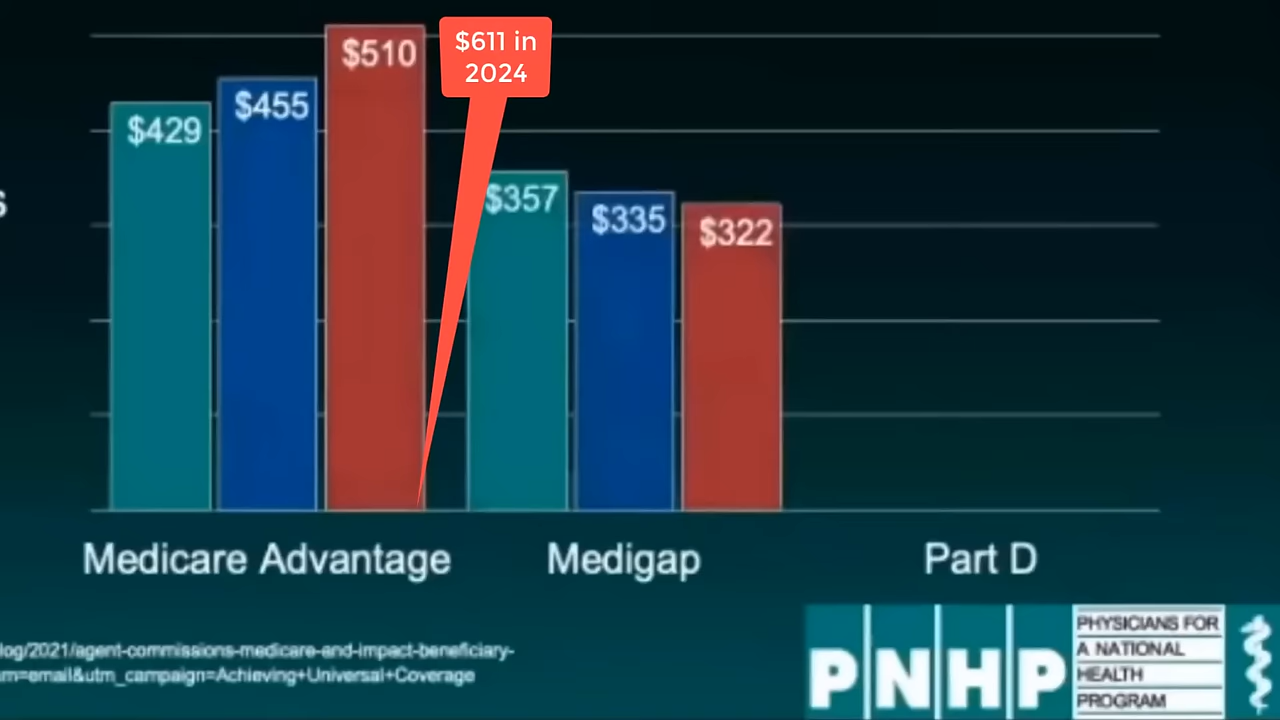 $611 in
2024
$510
$455
$429
$357
$335
$322
s
Medicare Advantage
Medigap
Part D
log/2021/agent-commissions-medicare-and-impact-beneficiary-
m=email&utm_campaign=Achieving+Universal+Coverage
PNHP
PHYSICIANS FOR
A NATIONAL
HEALTH
PROGRAM